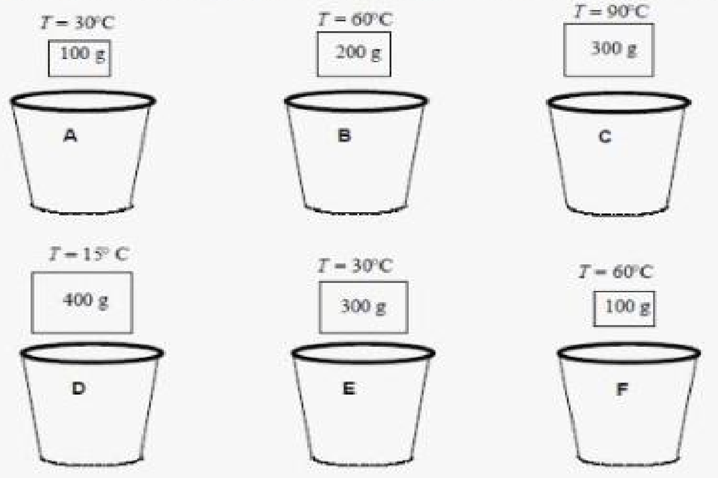 T = 30°C
100 g
A
T = 60°C
200 g
B
T = 90°C
300 g
C
T = 15° C
400 g
D
T = 30°C
300 g
E
T = 60°C
100 g
F